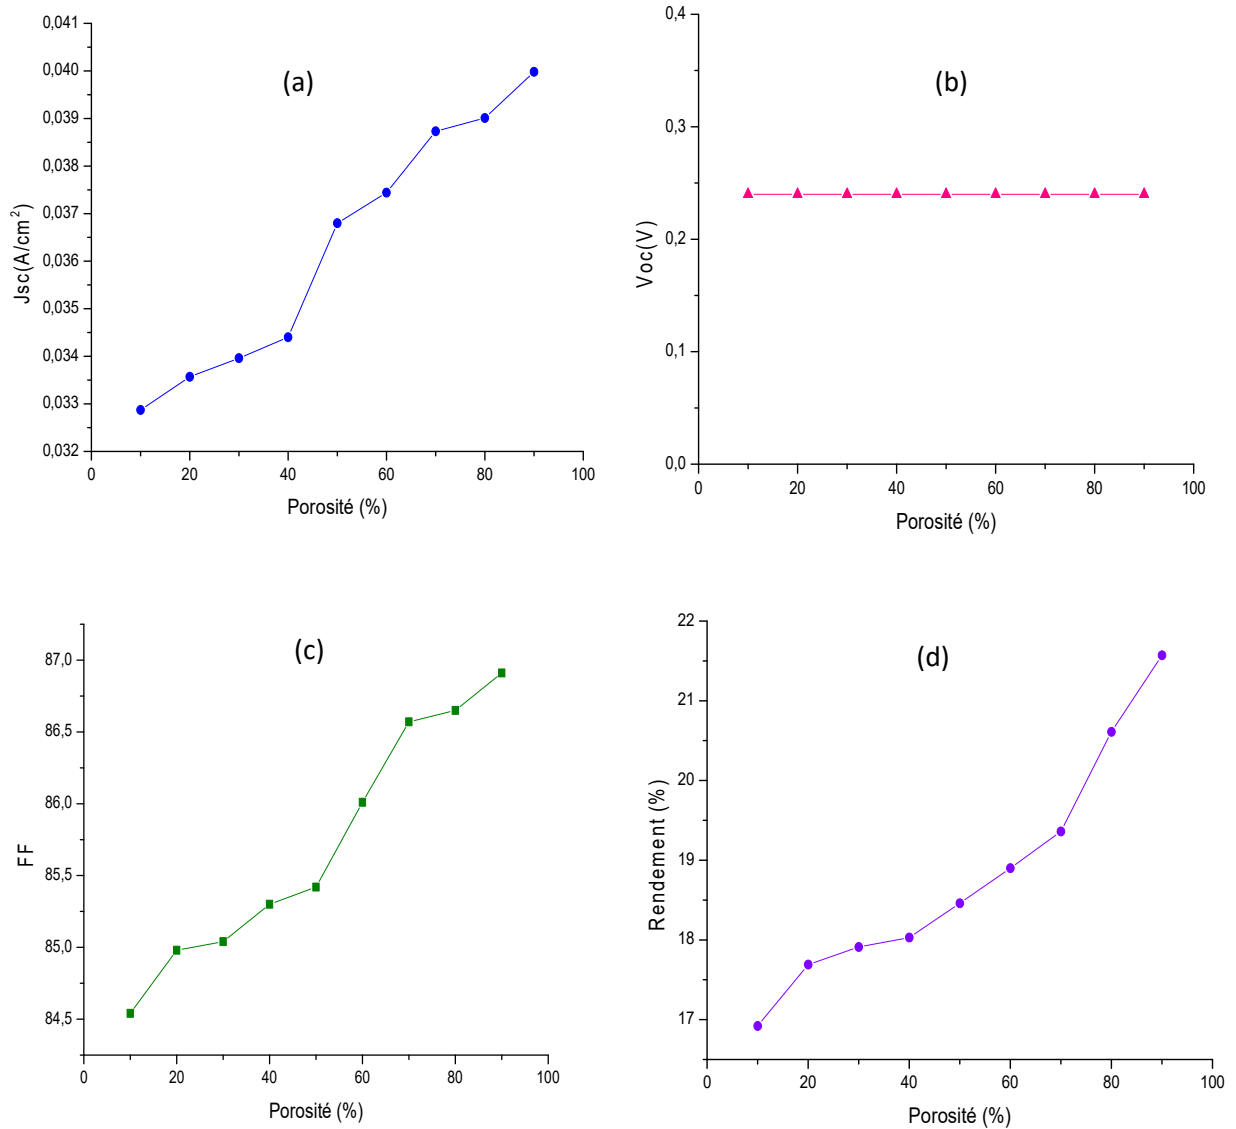 (a)
0,041
0,040
0,039
0,038
0,037
0,036
0,035
0,034
0,033
0,032
Jsc(A/cm²)
0 20 40 60 80 100
Porosité (%)
(b)
0,4
0,3
0,2
0,1
0,0
Voc(V)
0 20 40 60 80 100
Porosité (%)
(c)
87,0
86,5
86,0
85,5
85,0
84,5
FF
0 20 40 60 80 100
Porosité (%)
(d)
22
21
20
19
18
17
Rendement (%)
0 20 40 60 80 100
Porosité (%)